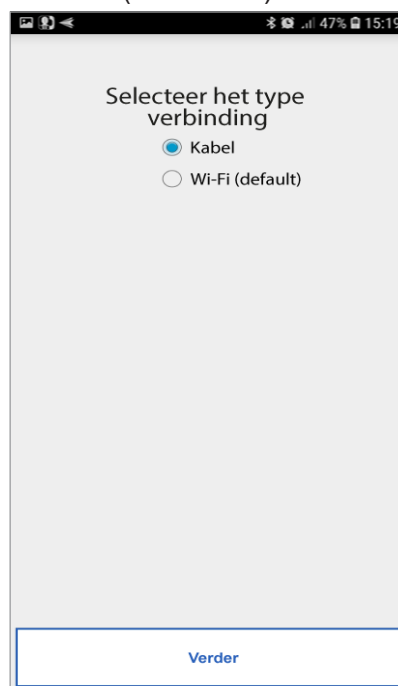 47% 15:19
Selecteer het type
verbinding
Kabel
Wi-Fi (default)
Verder